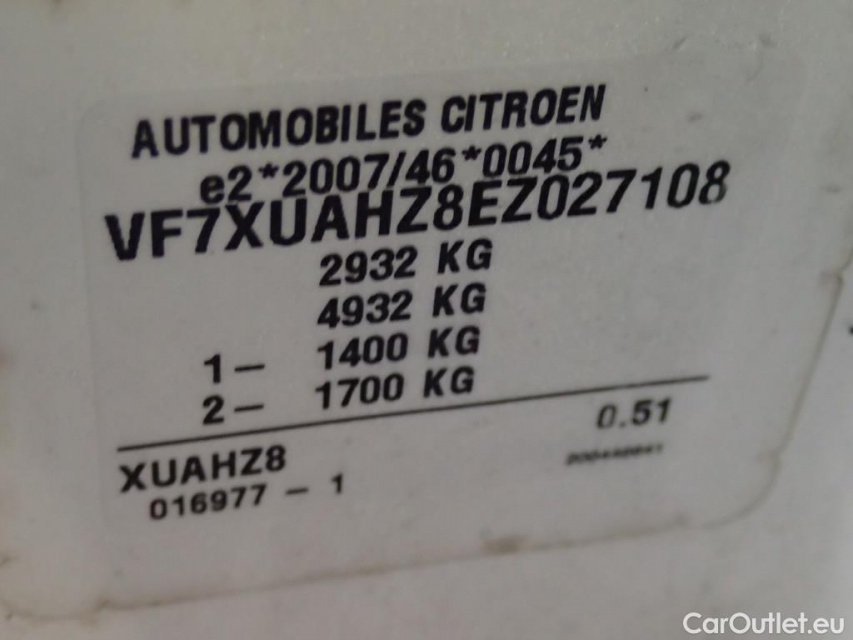 AUTOMOBILES CITROEN
e2*2007/46*0045*
VF7XUAHZ8EZ027108
2932 KG
4932 KG
1- 1400 KG
2- 1700 KG
XUAHZ8 0.51
016977 - 1
CarOutlet.eu